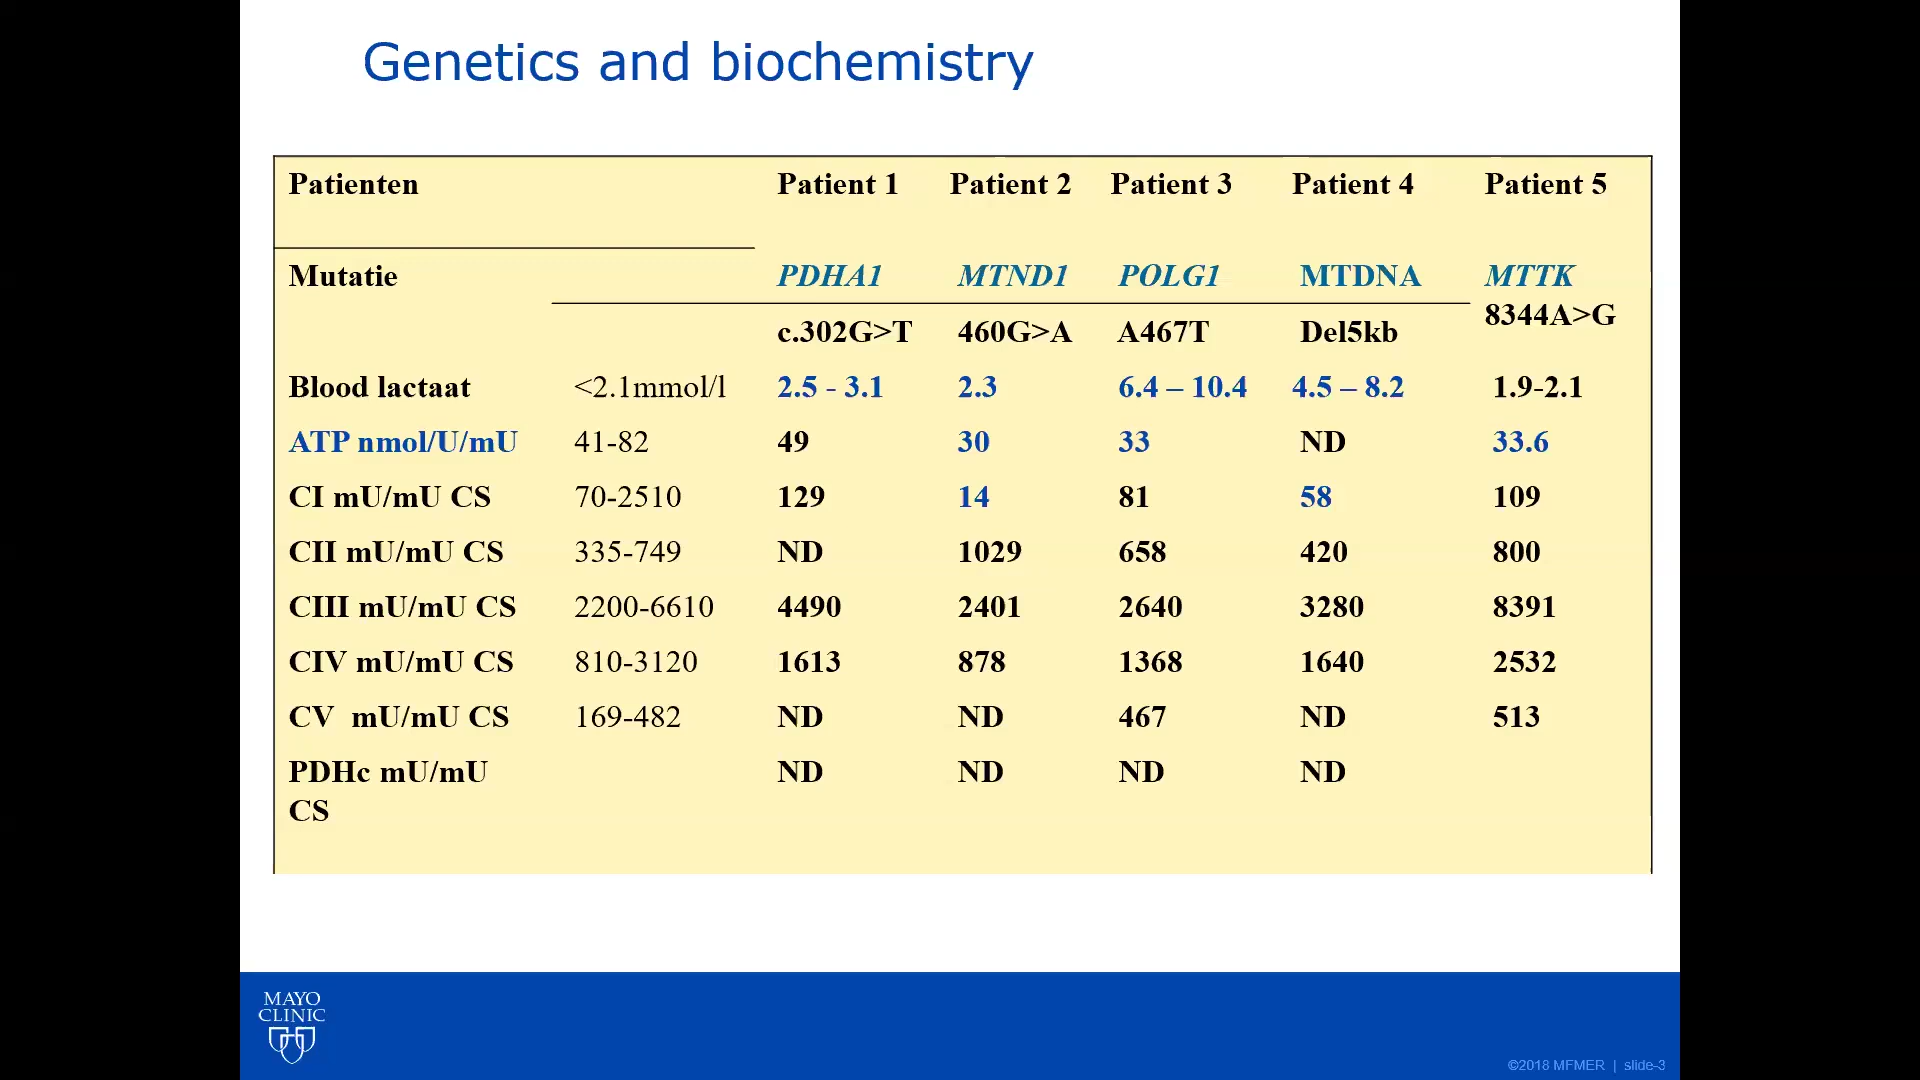 Genetics and biochemistry
Patienten Patient 1 Patient 2 Patient 3 Patient 4 Patient 5
Mutatie PDHA1 MTND1 POLG1 MTDNA MTTK
c.302G>T 460G>A A467T Del5kb 8344A>G
Blood lactaat <2.1mmol/l 2.5 - 3.1 2.3 6.4 – 10.4 4.5 – 8.2 1.9-2.1
ATP nmol/U/mU 41-82 49 30 33 ND 33.6
CI mU/mU CS 70-2510 129 14 81 58 109
CII mU/mU CS 335-749 ND 1029 658 420 800
CIII mU/mU CS 2200-6610 4490 2401 2640 3280 8391
CIV mU/mU CS 810-3120 1613 878 1368 1640 2532
CV mU/mU CS 169-482 ND ND 467 ND 513
PDHc mU/mU ND ND ND ND
CS
MAYO
CLINIC
©2018 MFMER | slide-3